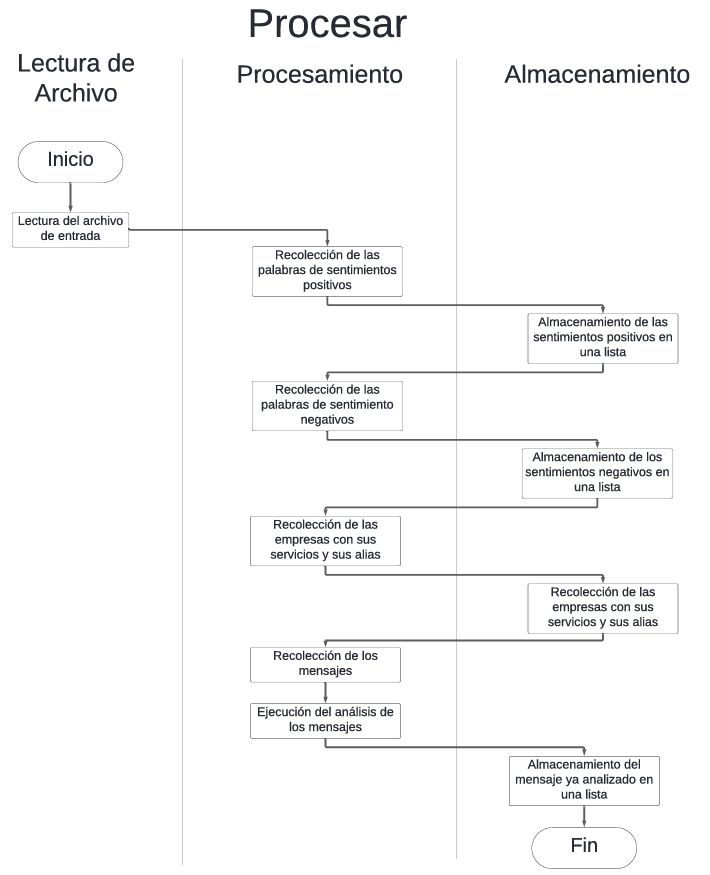 Procesar
Lectura de
Archivo
Procesamiento
Almacenamiento
Inicio
Lectura del archivo
de entrada
Recolección de las
palabras de sentimientos
positivos
Almacenamiento de las
sentimientos positivos en
una lista
Recolección de las
palabras de sentimiento
negativos
Almacenamiento de los
sentimientos negativos en
una lista
Recolección de las
empresas con sus
servicios y sus alias
Recolección de las
empresas con sus
servicios y sus alias
Recolección de los
mensajes
Ejecución del análisis de
los mensajes
Almacenamiento del
mensaje ya analizado en
una lista
Fin